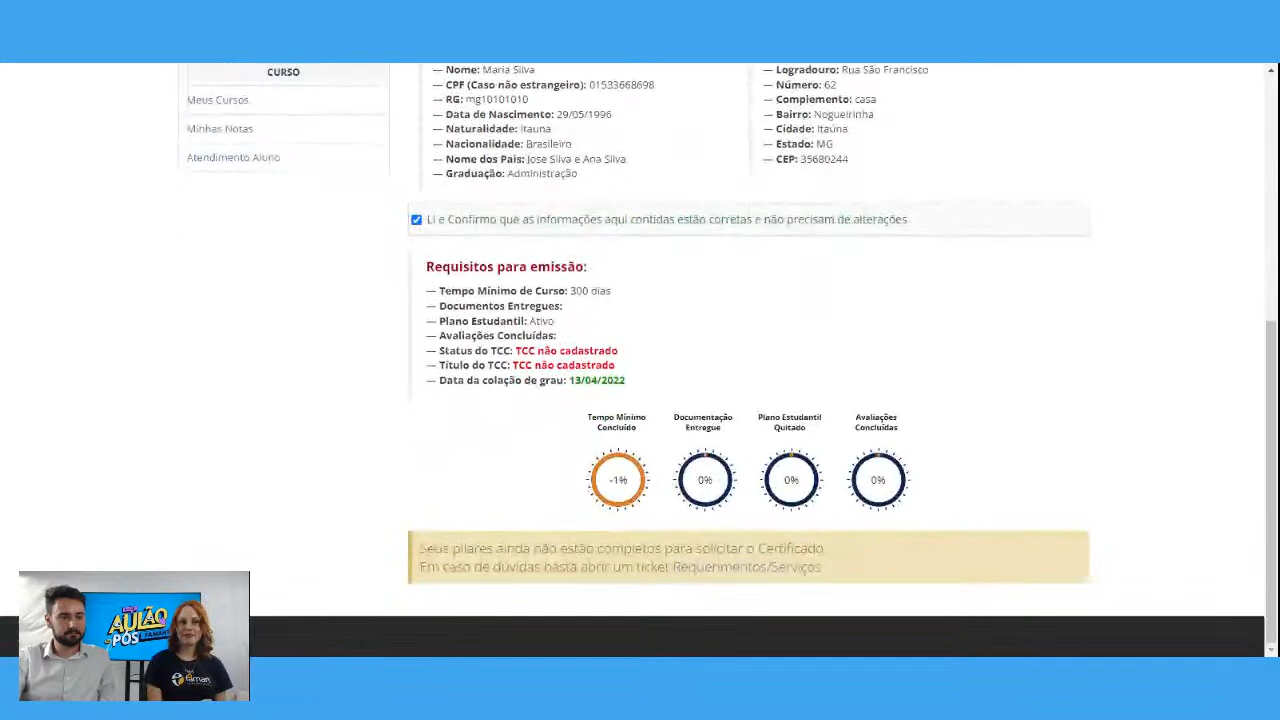 CURSO
Meus Cursos
Minhas Notas
Atendimento Aluno
— Nome: Maria Silva
— CPF (Caso não estrangeiro): 01533668698
— RG: mg10101010
— Data de Nascimento: 29/05/1996
— Naturalidade: Itauna
— Nacionalidade: Brasileiro
— Nome dos Pais: Jose Silva e Ana Silva
— Graduação: Administração
— Logradouro: Rua São Francisco
— Número: 62
— Complemento: casa
— Bairro: Nogueirinha
— Cidade: Itaúna
— Estado: MG
— CEP: 35680244
Li e Confirmo que as informações aqui contidas estão corretas e não precisam de alterações
Requisitos para emissão:
— Tempo Mínimo de Curso: 300 dias
— Documentos Entregues:
— Plano Estudantil: Ativo
— Avaliações Concluídas:
— Status do TCC: TCC não cadastrado
— Título do TCC: TCC não cadastrado
— Data da colação de grau: 13/04/2022
Tempo Mínimo
Concluído
Documentação
Entregue
Plano Estudantil
Quitado
Avaliações
Concluídas
-1%
0%
0%
0%
Seus pilares ainda não estão completos para solicitar o Certificado
Em caso de dúvidas basta abrir um ticket Requerimentos/Serviços
AULÃO
PÓS FAMART
famart